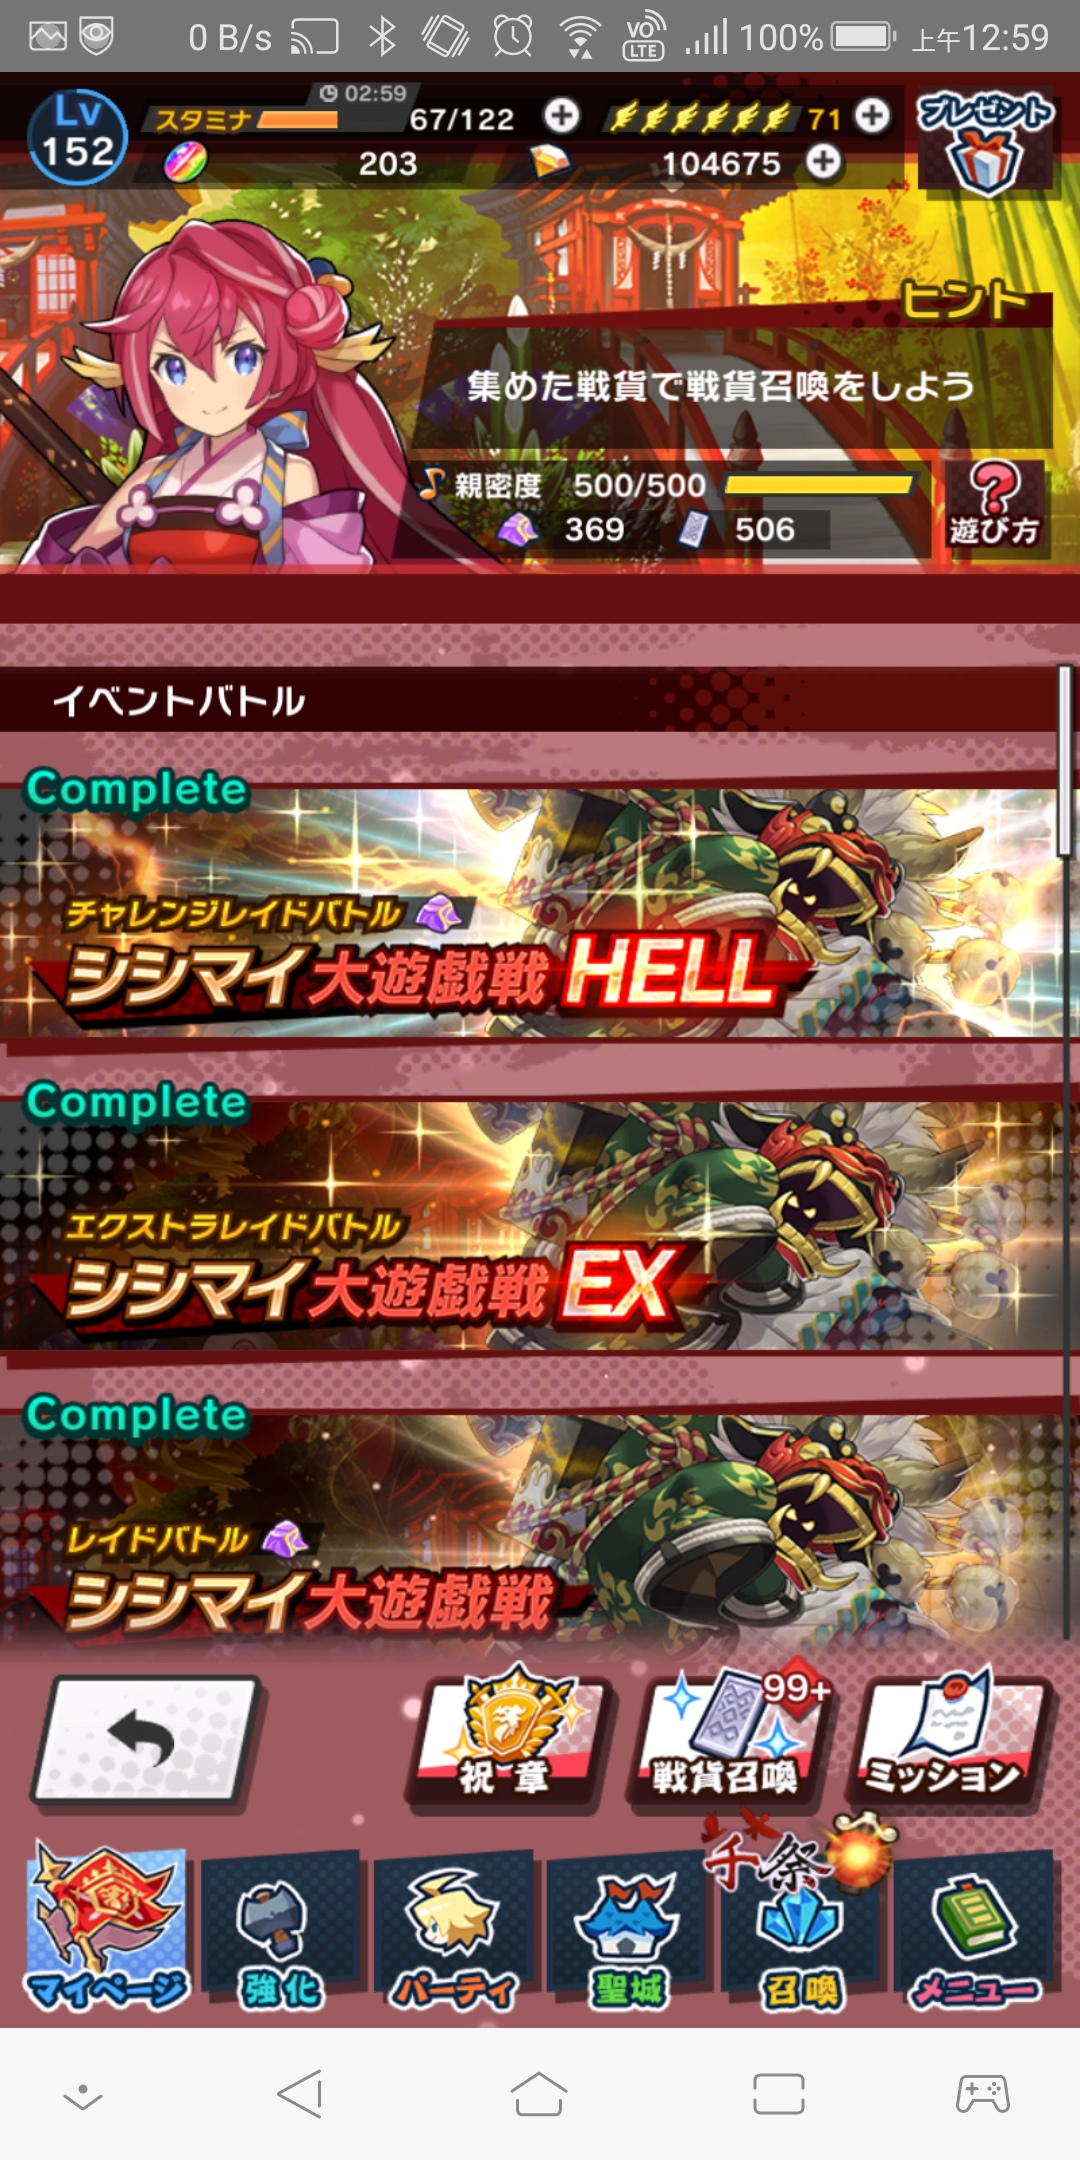 0 B/s VO LTE 100% 上午12:59
Lv 152
02:59
スタミナ 67/122 71
203 104675
プレゼント
ヒント
集めた戦貨で戦貨召喚をしよう
親密度 500/500
369 506
遊び方
イベントバトル
Complete
チャレンジレイドバトル
シシマイ大遊戯戦 HELL
Complete
エクストラレイドバトル
シシマイ大遊戯戦 EX
Complete
レイドバトル
シシマイ大遊戯戦
99+
祝章 戦貨召喚 ミッション
千祭
マイページ 強化 パーティ 聖城 召喚 メニュー